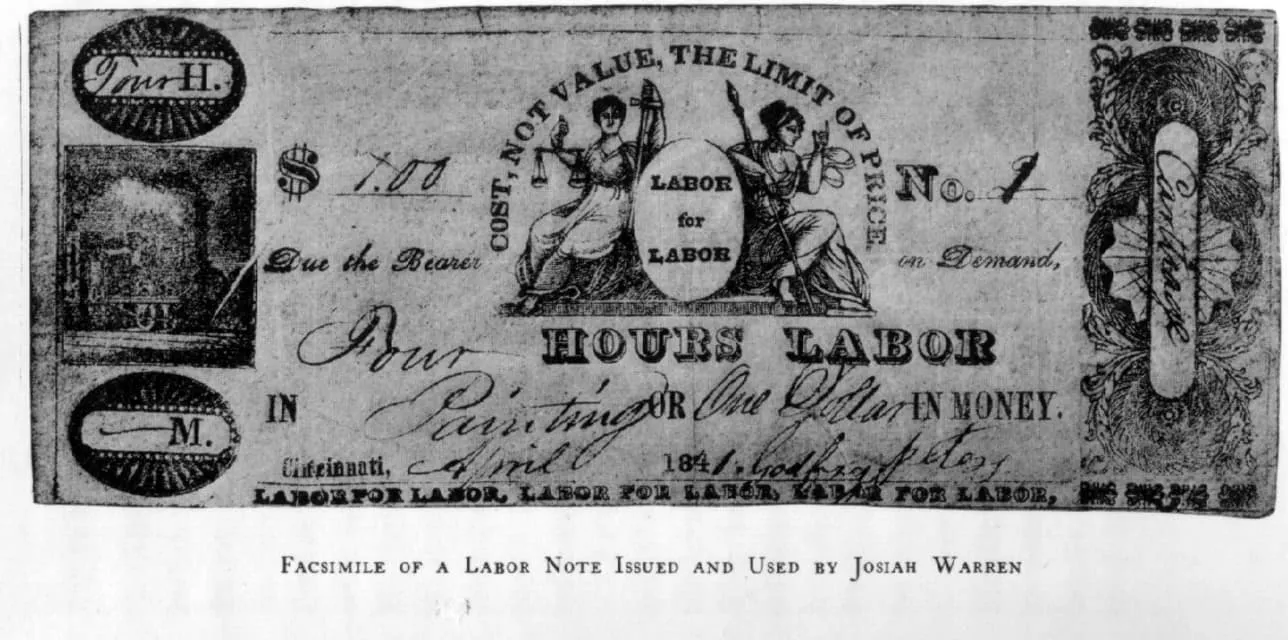 Four H.
COST, NOT VALUE, THE LIMIT OF PRICE.
$ 1.00
LABOR
for
LABOR
No. 1
Due the Bearer on Demand,
Four HOURS LABOR
IN Painting OR One Dollar IN MONEY.
M.
Cincinnati, April 1841.
LABOR FOR LABOR, LABOR FOR LABOR, LABOR FOR LABOR,
FACSIMILE OF A LABOR NOTE ISSUED AND USED BY JOSIAH WARREN